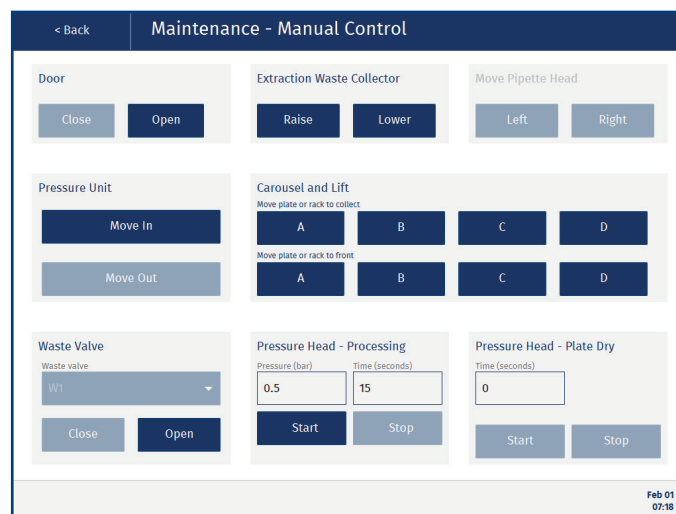 < Back
Maintenance - Manual Control
Door
Close
Open
Extraction Waste Collector
Raise
Lower
Move Pipette Head
Left
Right
Pressure Unit
Move In
Move Out
Carousel and Lift
Move plate or rack to collect
A
B
C
D
Move plate or rack to front
A
B
C
D
Waste Valve
Waste valve
W1
Close
Open
Pressure Head - Processing
Pressure (bar)
Time (seconds)
0.5
15
Start
Stop
Pressure Head - Plate Dry
Time (seconds)
0
Start
Stop
Feb 01
07:18